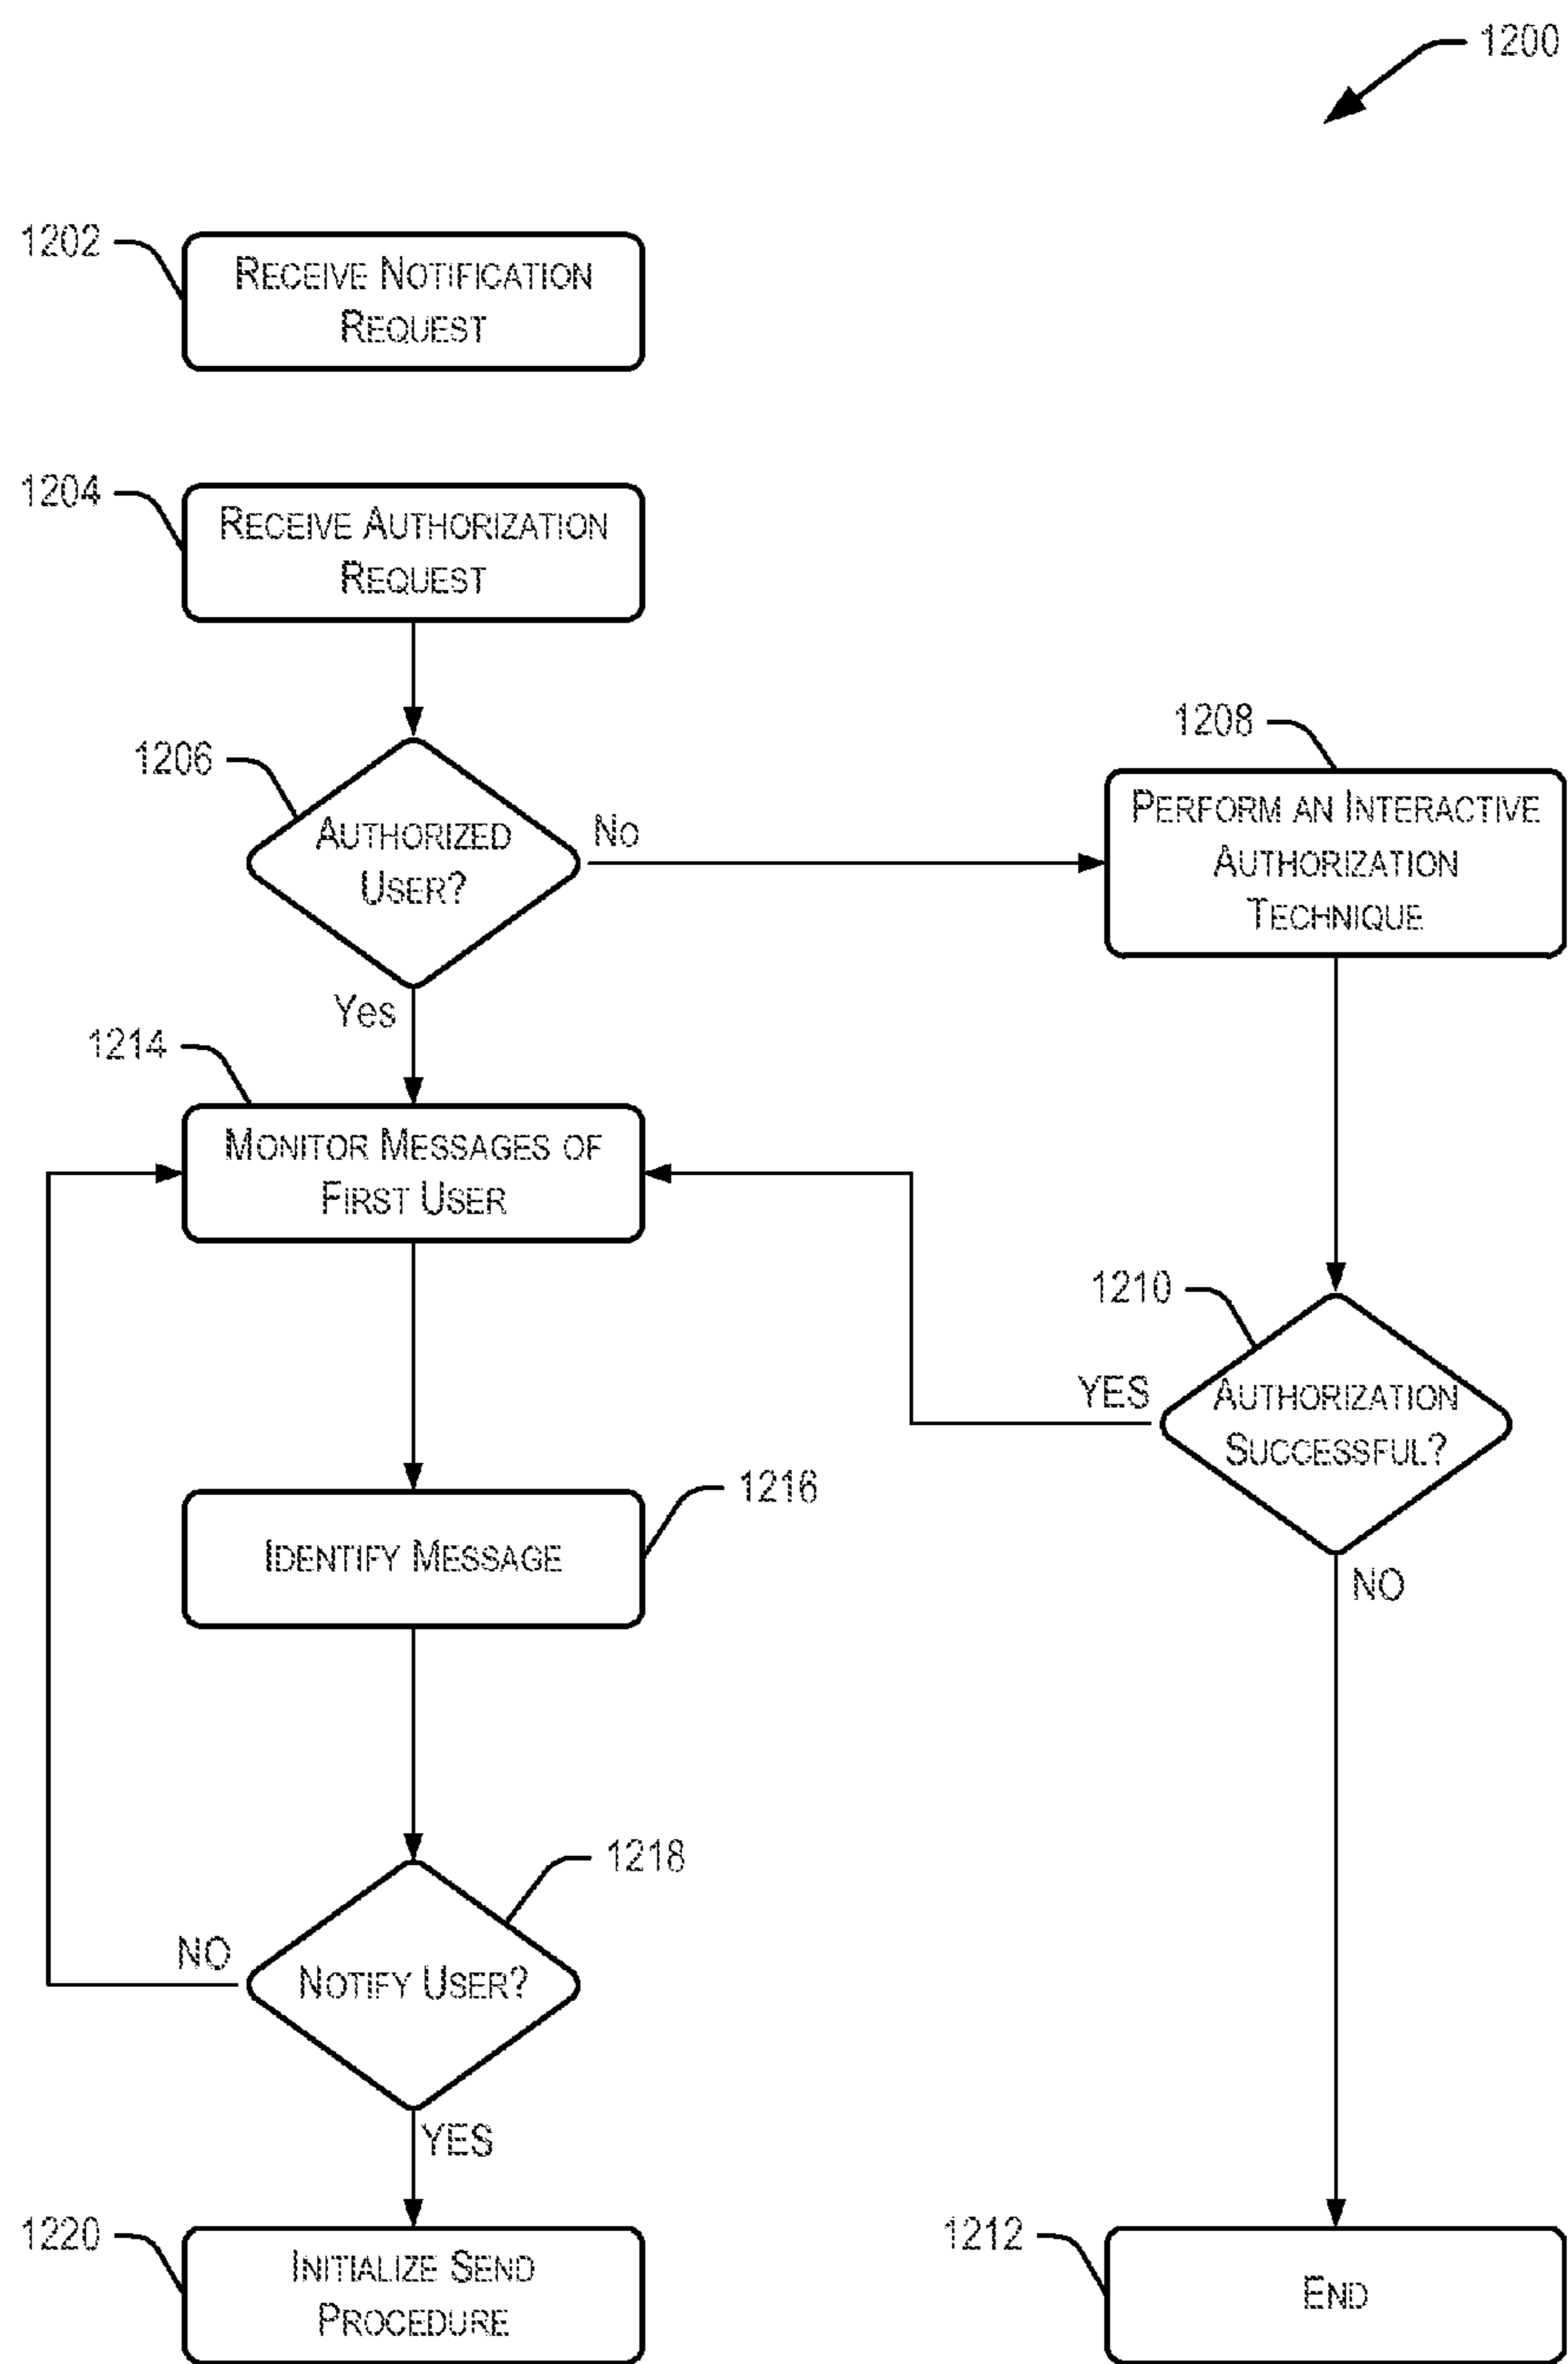 1200
1202
RECEIVE NOTIFICATION
REQUEST
1204
RECEIVE AUTHORIZATION
REQUEST
1206
AUTHORIZED
USER?
No
1208
PERFORM AN INTERACTIVE
AUTHORIZATION
TECHNIQUE
Yes
1214
MONITOR MESSAGES OF
FIRST USER
1210
AUTHORIZATION
SUCCESSFUL?
YES
NO
1216
IDENTIFY MESSAGE
1218
NOTIFY USER?
NO
YES
1220
INITIALIZE SEND
PROCEDURE
1212
END